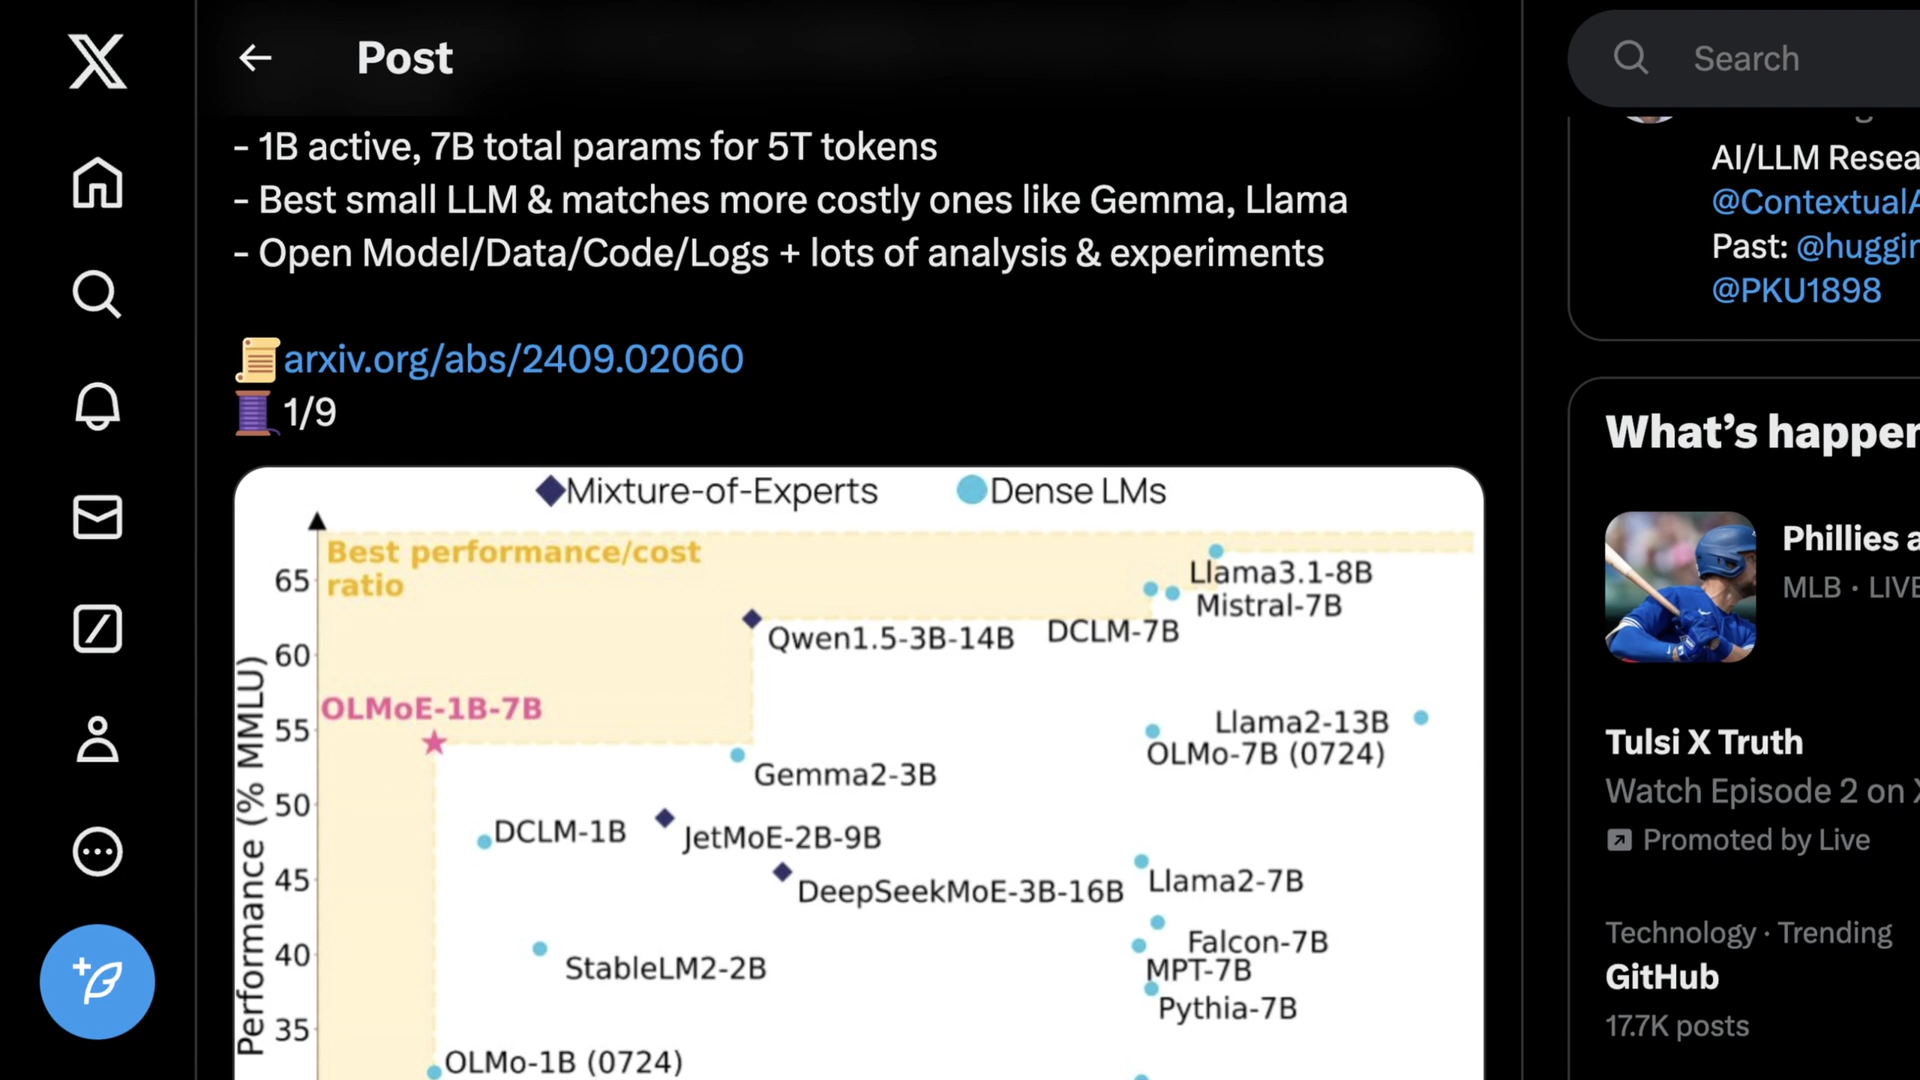 Post
Search
- 1B active, 7B total params for 5T tokens
- Best small LLM & matches more costly ones like Gemma, Llama
- Open Model/Data/Code/Logs + lots of analysis & experiments
arxiv.org/abs/2409.02060
1/9
Mixture-of-Experts
Dense LMs
Best performance/cost
ratio
Performance (% MMLU)
65
60
55
50
45
40
35
Llama3.1-8B
Mistral-7B
DCLM-7B
Qwen1.5-3B-14B
OLMoE-1B-7B
Llama2-13B
OLMo-7B (0724)
Gemma2-3B
DCLM-1B
JetMoE-2B-9B
DeepSeekMoE-3B-16B
Llama2-7B
Falcon-7B
MPT-7B
StableLM2-2B
Pythia-7B
OLMo-1B (0724)
AI/LLM Resea
@ContextualA
Past: @huggin
@PKU1898
What's happen
Phillies a
MLB · LIVE
Tulsi X Truth
Watch Episode 2 on X
Promoted by Live
Technology · Trending
GitHub
17.7K posts